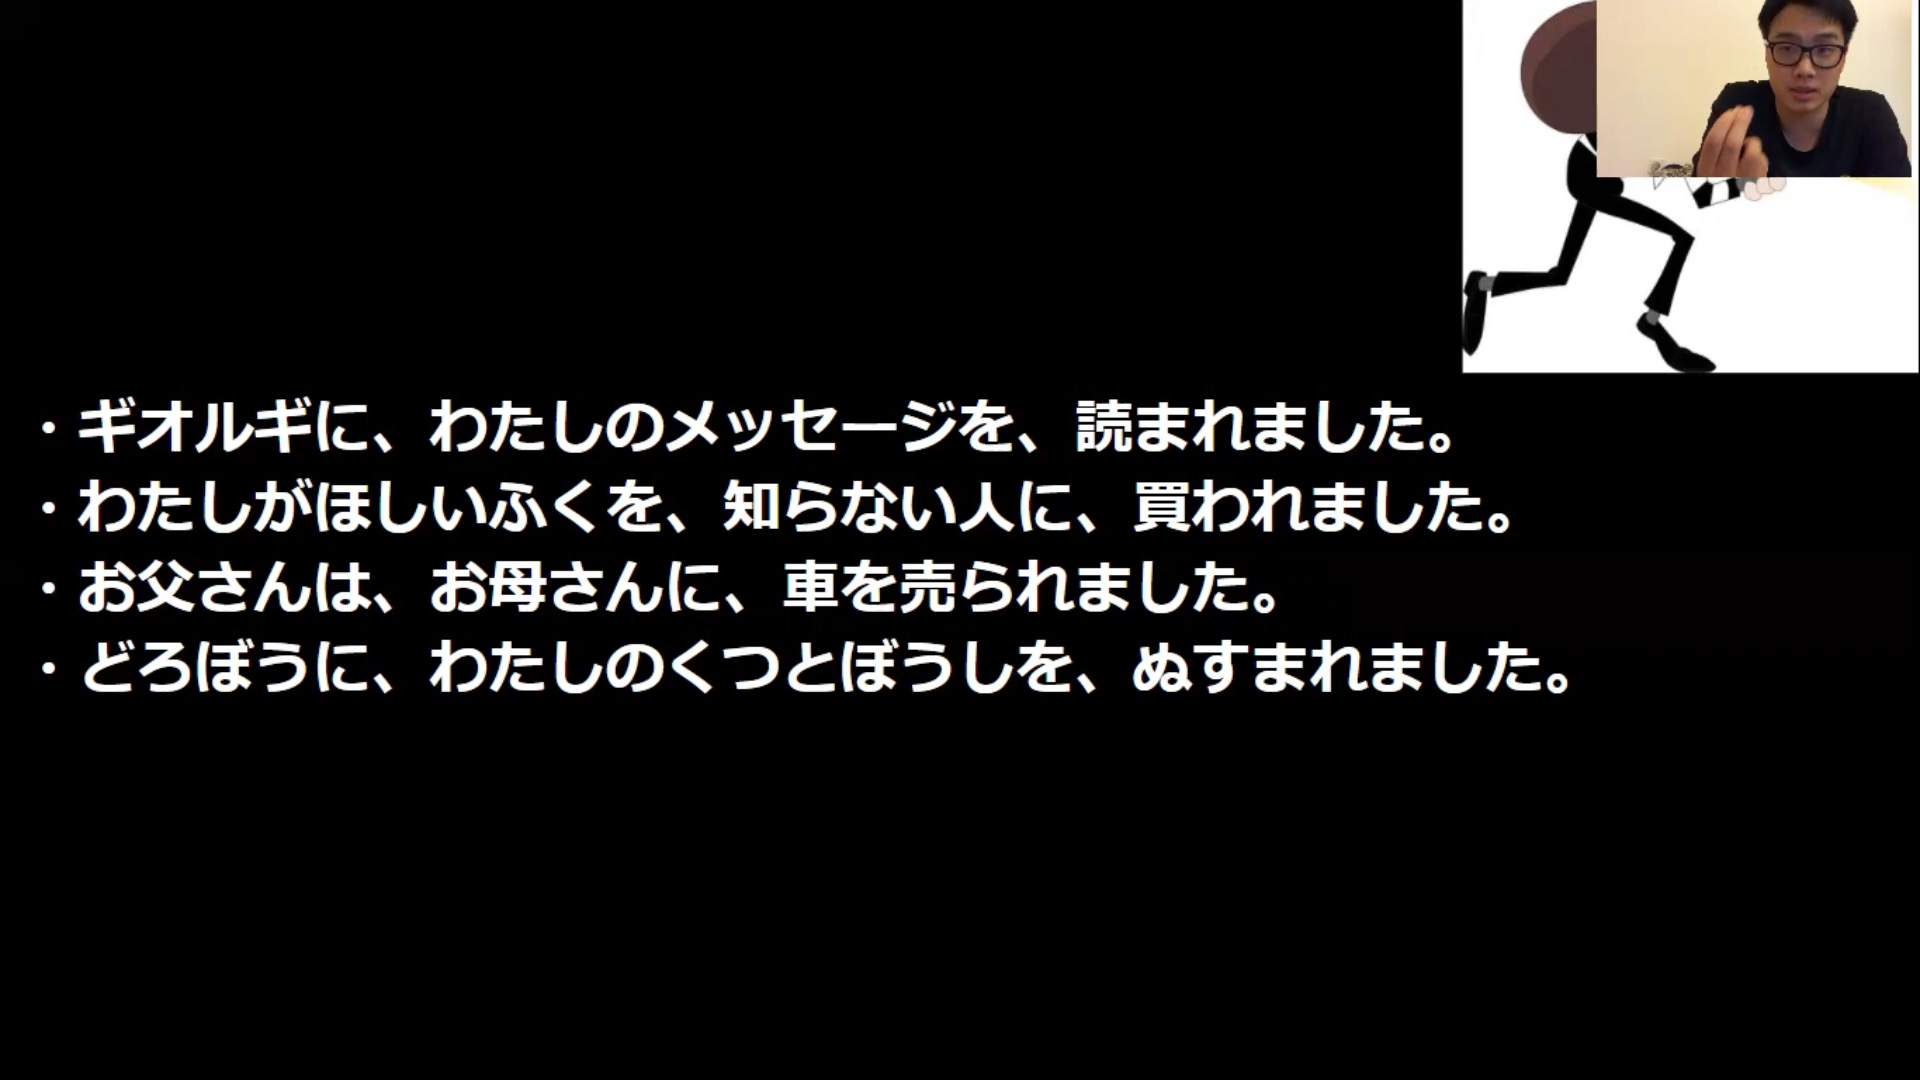 ・ギオルギに、わたしのメッセージを、読まれました。
・わたしがほしいふくを、知らない人に、買われました。
・お父さんは、お母さんに、車を売られました。
・どろぼうに、わたしのくつとぼうしを、ぬすまれました。